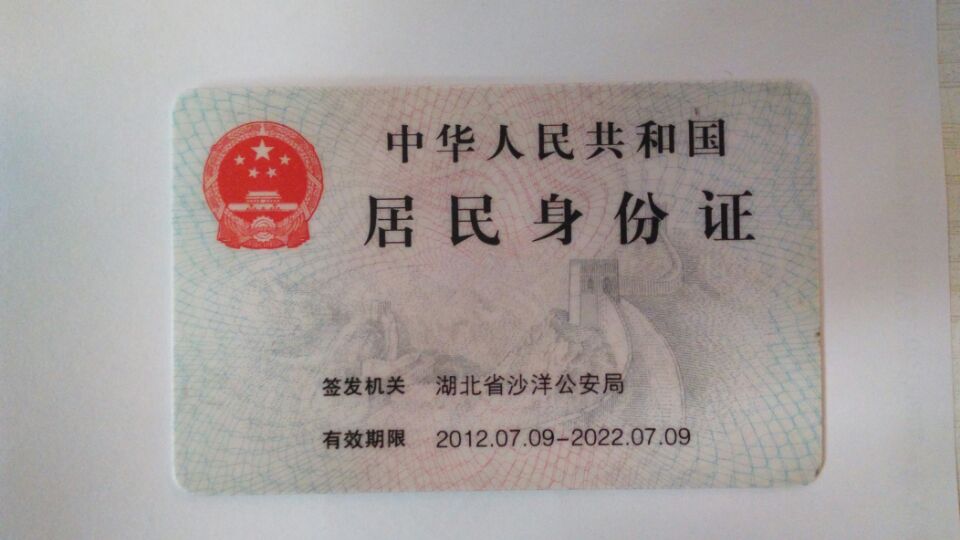 中华人民共和国
居民身份证
签发机关 湖北省沙洋公安局
有效期限 2012.07.09-2022.07.09